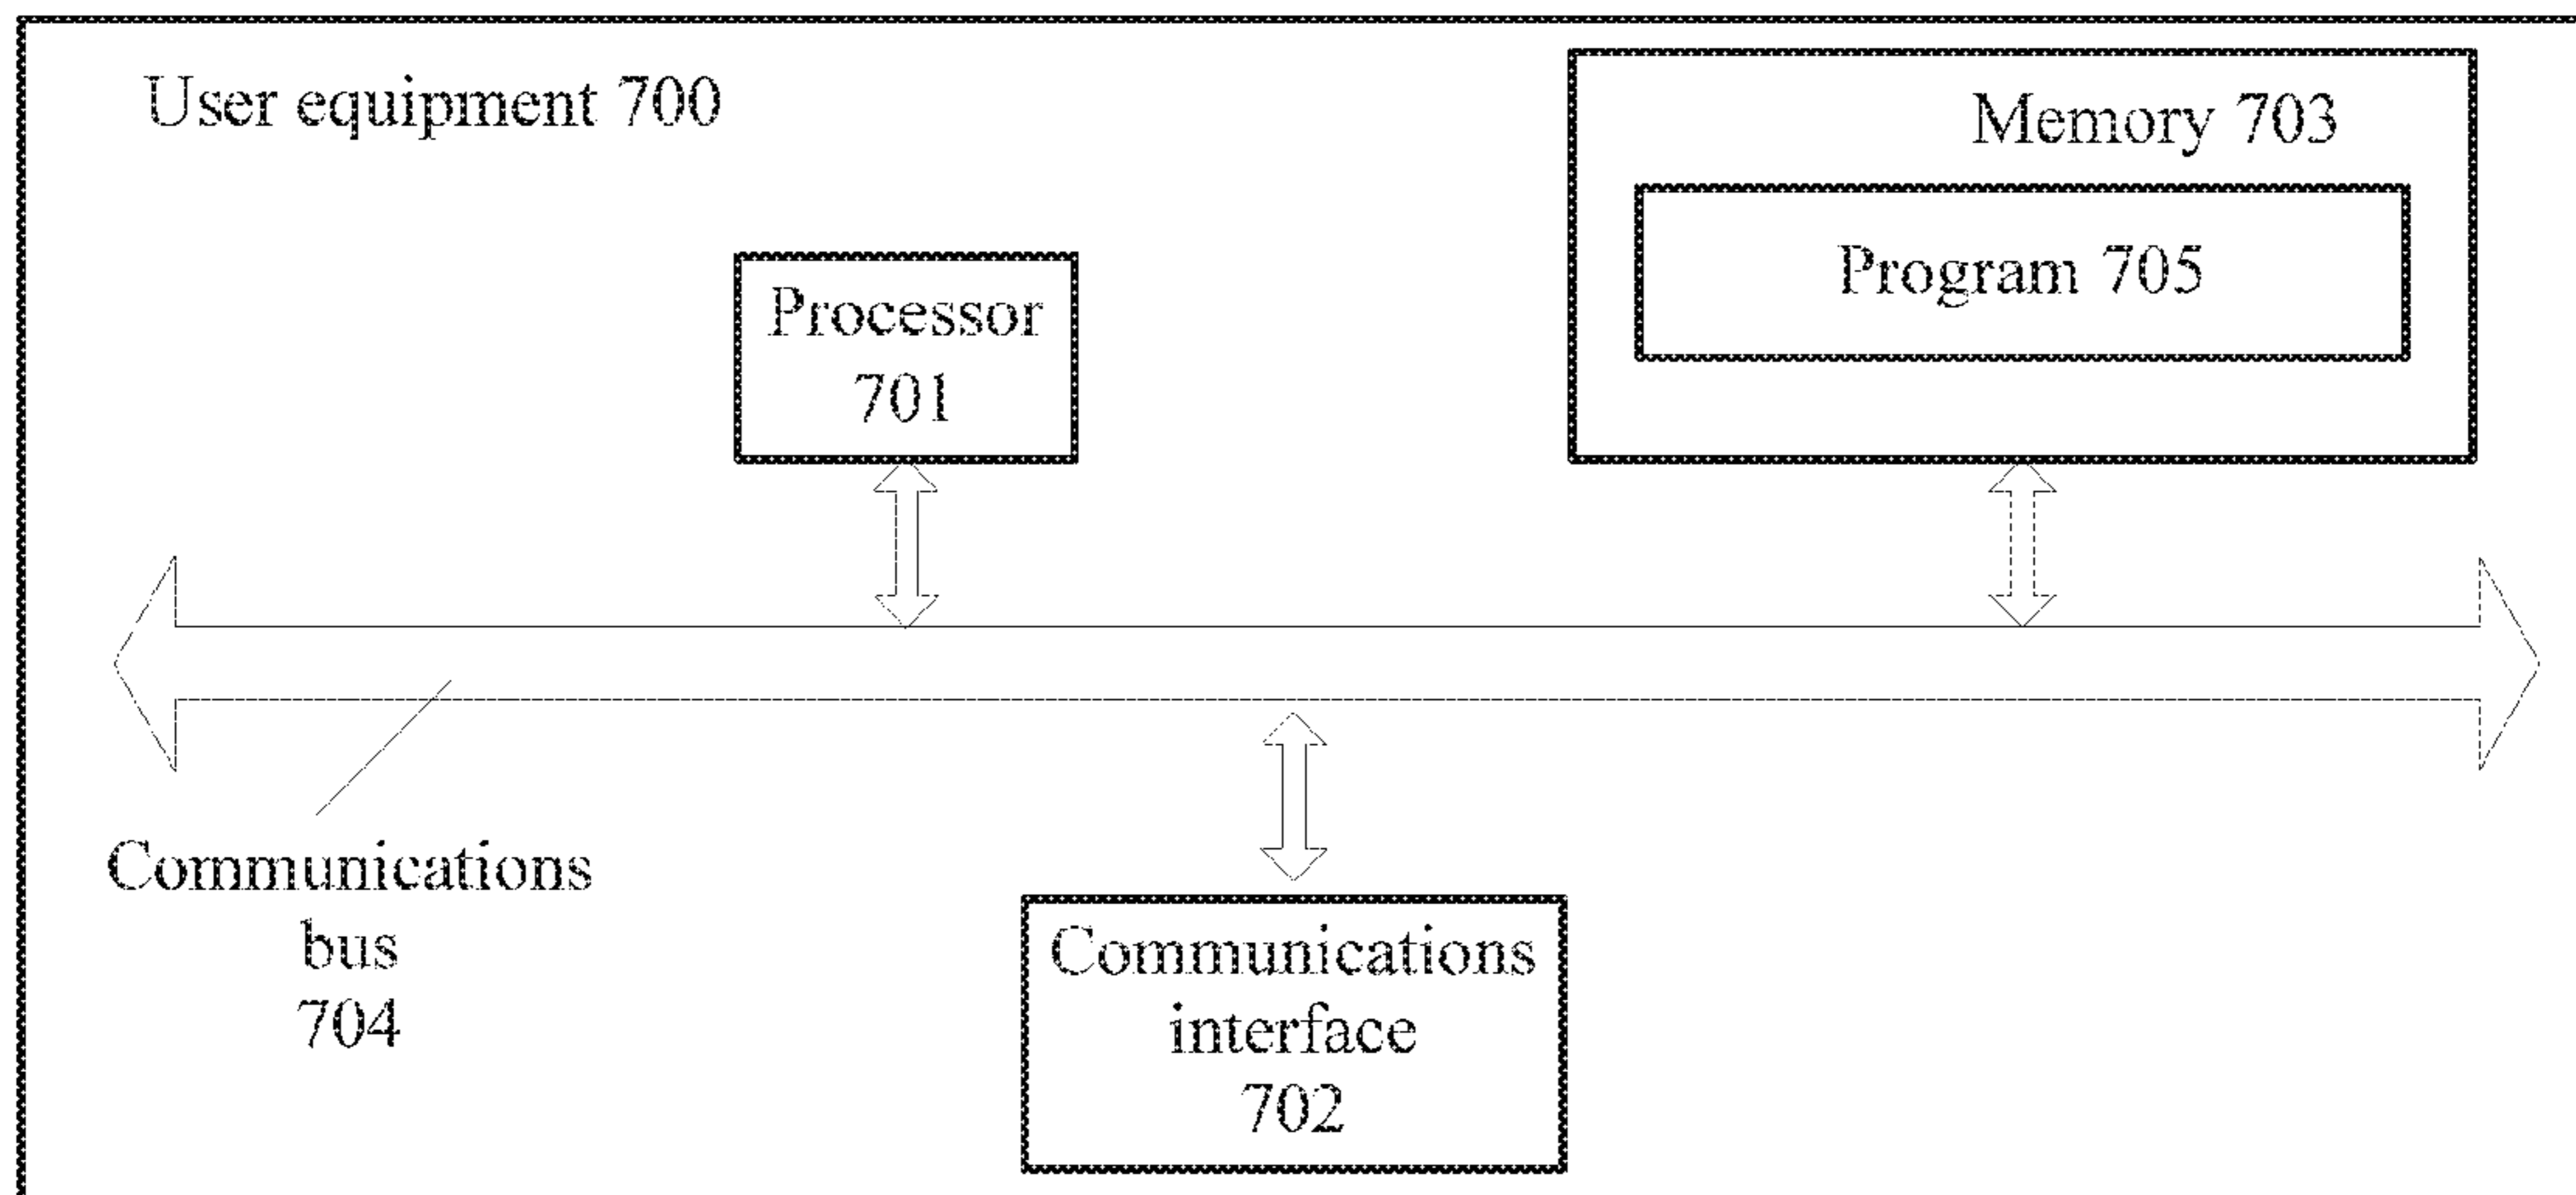 User equipment 700
Memory 703
Program 705
Processor
701
Communications
bus
704
Communications
interface
702